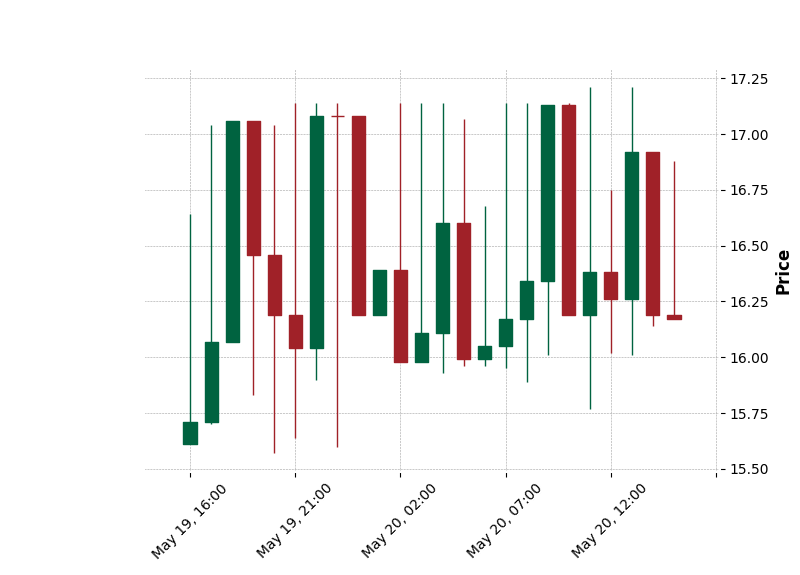 17.25
17.00
16.75
16.50
16.25
16.00
15.75
15.50
Price
May 19, 16:00
May 19, 21:00
May 20, 02:00
May 20, 07:00
May 20, 12:00